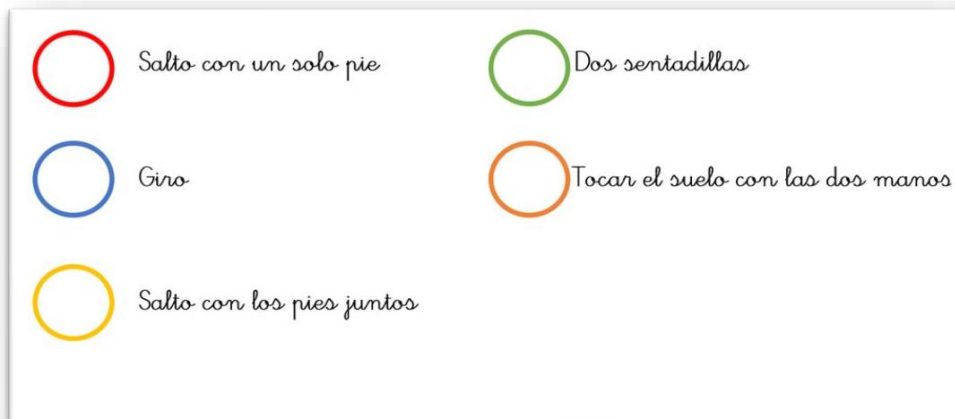 Salto con un solo pie
Dos sentadillas
Giro
Tocar el suelo con las dos manos
Salto con los pies juntos